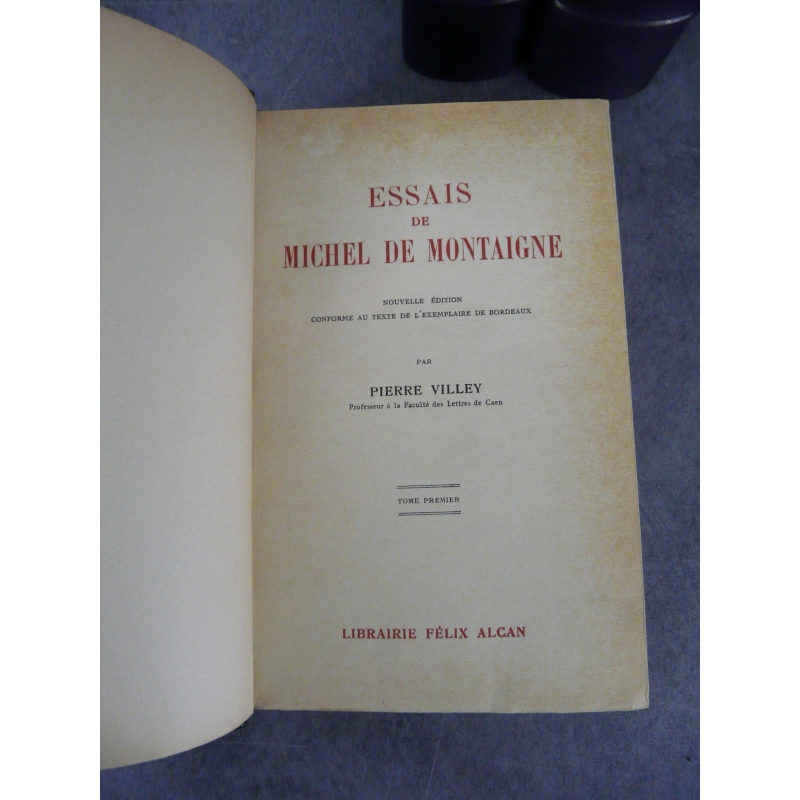 ESSAIS
DE
MICHEL DE MONTAIGNE
NOUVELLE ÉDITION
CONFORME AU TEXTE DE L'EXEMPLAIRE DE BORDEAUX
PAR
PIERRE VILLEY
Professeur à la Faculté des Lettres de Caen
TOME PREMIER
LIBRAIRIE FÉLIX ALCAN